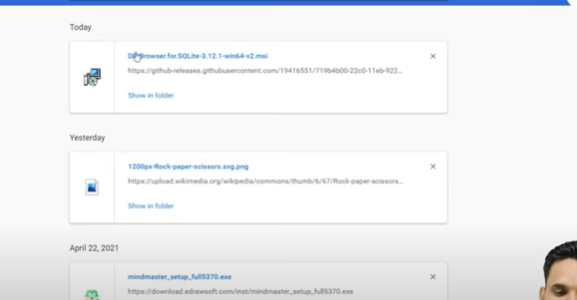 Today
DB.Browser.for.SQLite-3.12.1-win64-v2.msi
https://github-releases.githubusercontent.com/19416551/719b4b00-22c0-11eb-922...
Show in folder
Yesterday
1200px-Rock-paper-scissors.svg.png
https://upload.wikimedia.org/wikipedia/commons/thumb/6/67/Rock-paper-scissors...
Show in folder
April 22, 2021
mindmaster_setup_full5370.exe
https://download.edrawsoft.com/inst/mindmaster_setup_full5370.exe